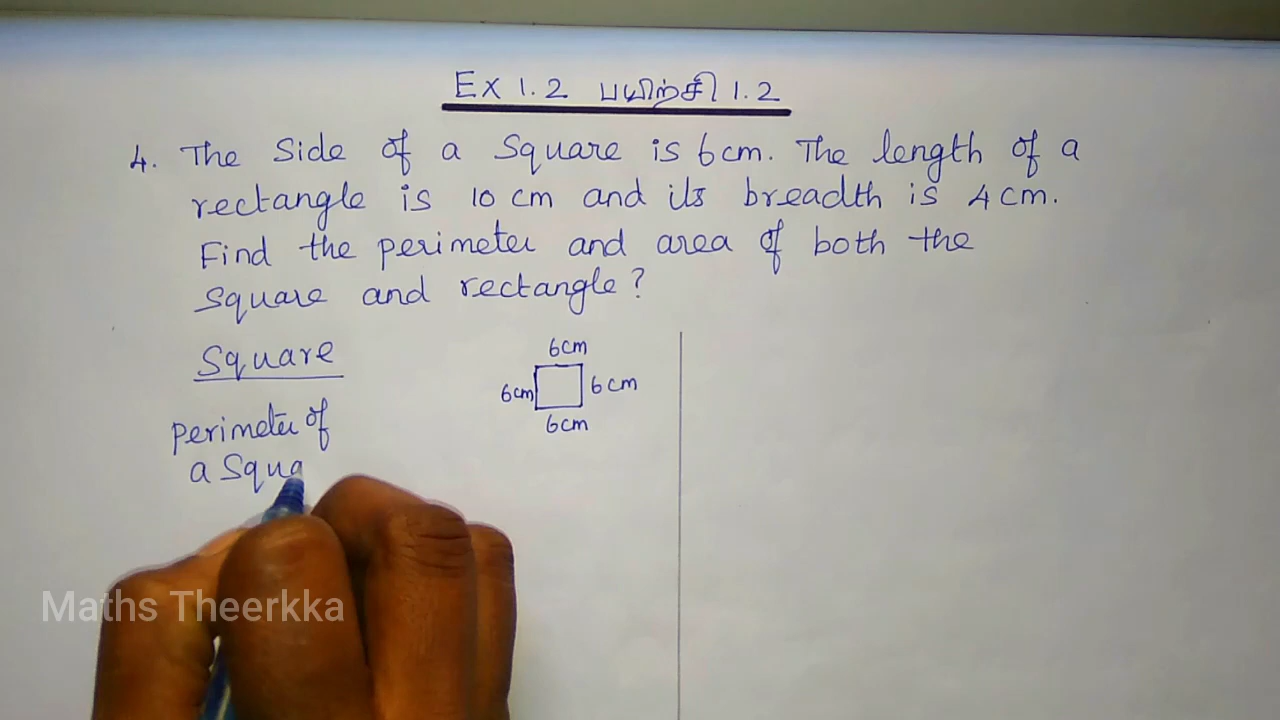 Ex 1.2 பயிற்சி 1.2
4. The Side of a Square is 6cm. The length of a
rectangle is 10 cm and its breadth is 4 cm.
Find the perimeter and area of both the
Square and rectangle?
Square
6cm
6cm 6cm
6cm
perimeter of
a Squa
Maths Theerkka